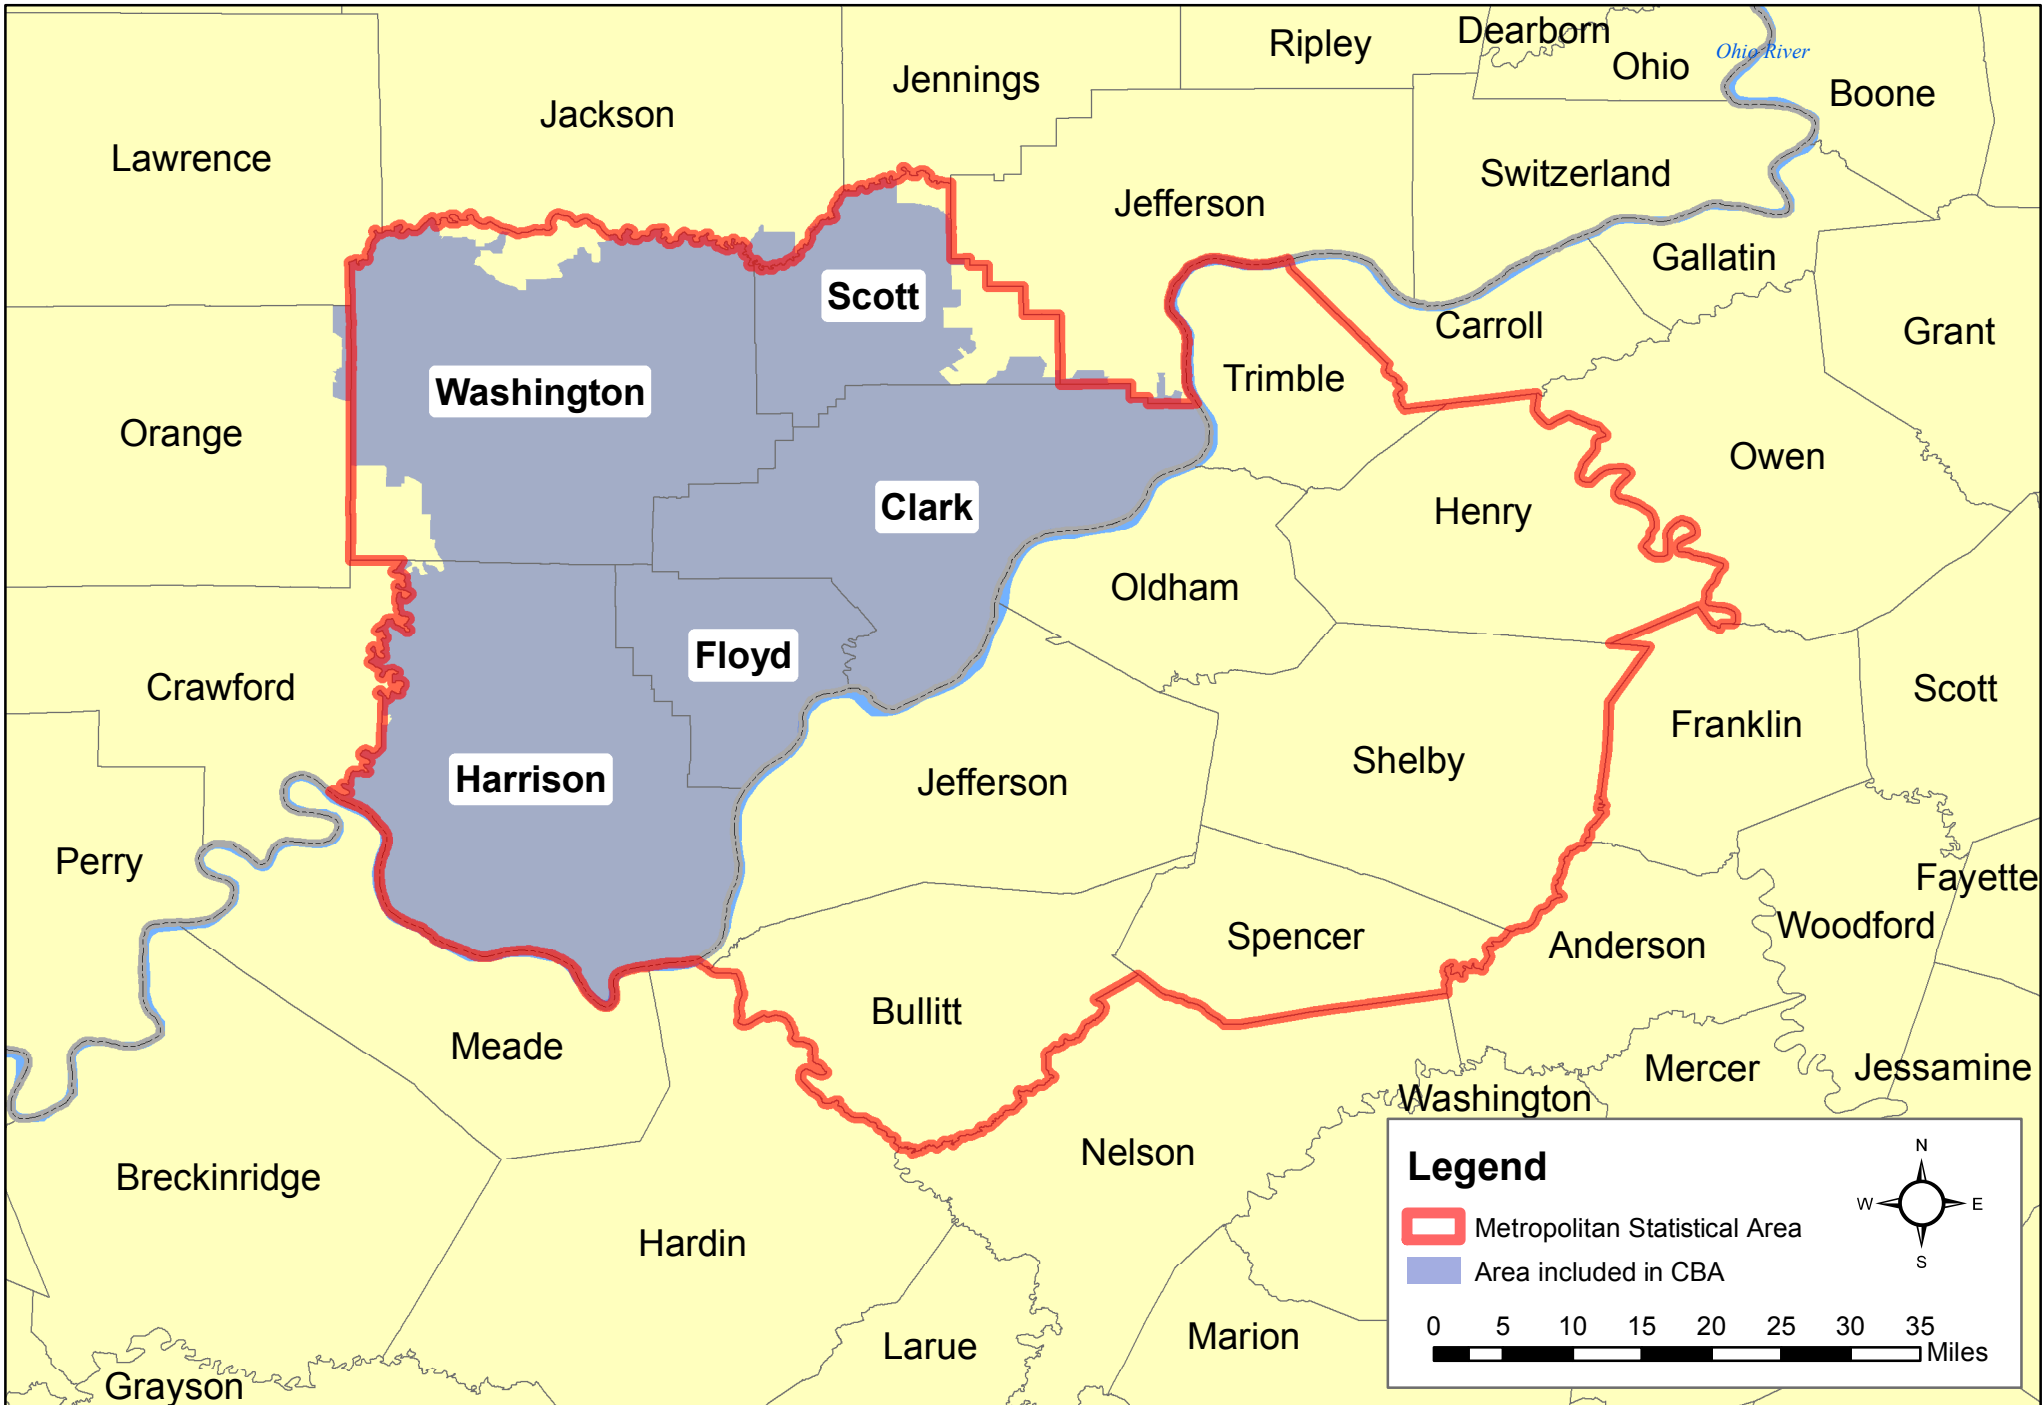 Dearborn
Ripley
Ohio River
Ohio
Jennings
Boone
Jackson
Lawrence
Switzerland
Jefferson
Gallatin
Scott
Carroll
Grant
Trimble
Washington
Orange
Owen
Clark
Henry
Oldham
Floyd
Crawford
Scott
Franklin
Shelby
Harrison
Jefferson
Perry
Fayette
Woodford
Spencer
Anderson
Bullitt
Meade
Mercer
Jessamine
Washington
Nelson
Breckinridge
Hardin
Marion
Larue
Grayson
Legend
N
W
E
S
Metropolitan Statistical Area
Area included in CBA
0 5 10 15 20 25 30 35
Miles